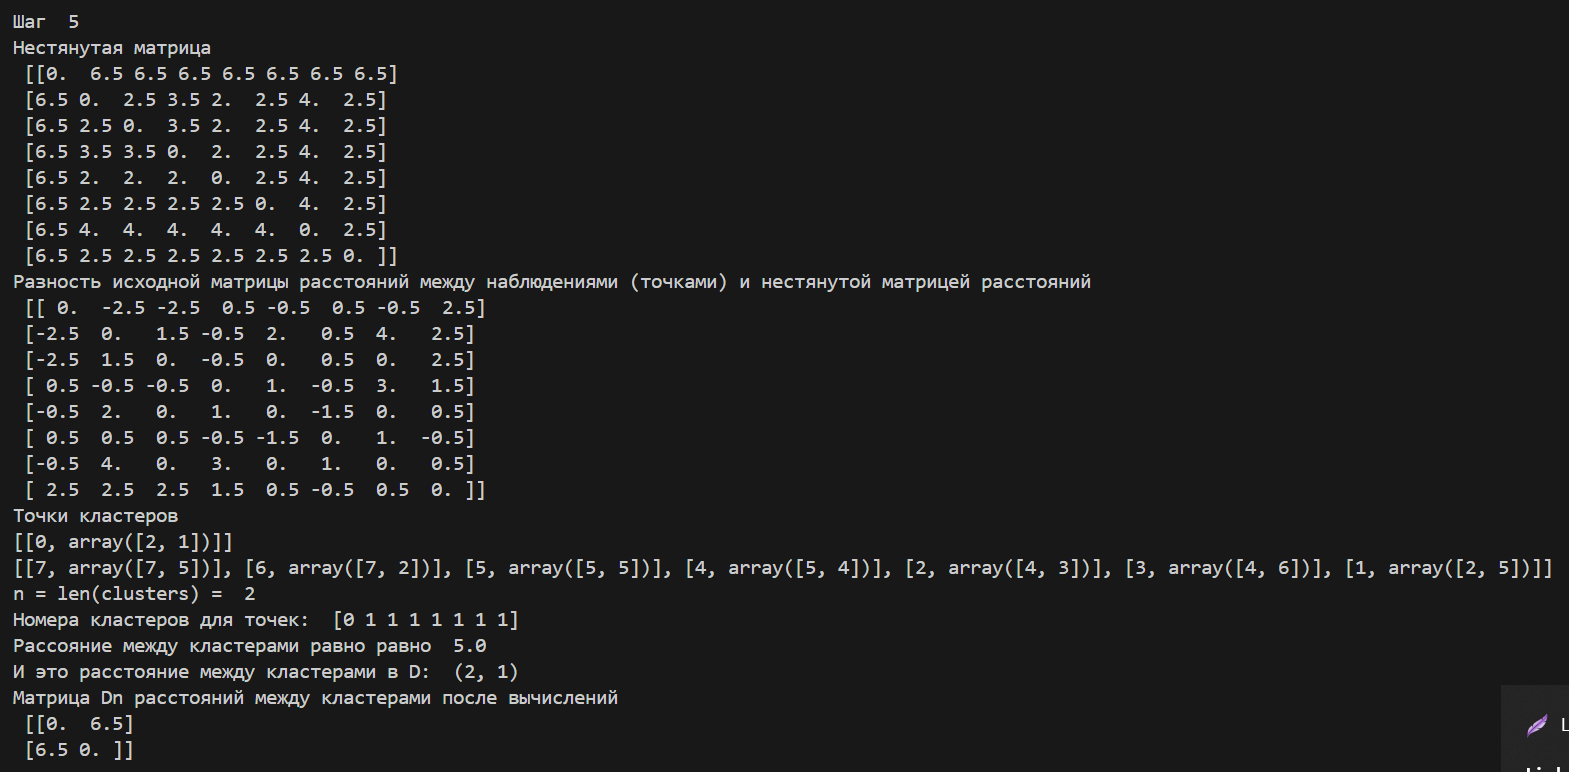 Шаг  5
Нестянутая матрица
 [[0.  6.5 6.5 6.5 6.5 6.5 6.5 6.5]
 [6.5 0.  2.5 3.5 2.  2.5 4.  2.5]
 [6.5 2.5 0.  3.5 2.  2.5 4.  2.5]
 [6.5 3.5 3.5 0.  2.  2.5 4.  2.5]
 [6.5 2.  2.  2.  0.  2.5 4.  2.5]
 [6.5 2.5 2.5 2.5 2.5 0.  4.  2.5]
 [6.5 4.  4.  4.  4.  0.  2.5]
 [6.5 2.5 2.5 2.5 2.5 2.5 2.5 0. ]]
Разность исходной матрицы расстояний между наблюдениями (точками) и нестянутой матрицей расстояний
 [[ 0.  -2.5 -2.5  0.5 -0.5  0.5 -0.5  2.5]
 [-2.5  0.   1.5 -0.5  2.   0.5  4.   2.5]
 [-2.5  1.5  0.  -0.5  0.   0.5  0.   2.5]
 [ 0.5 -0.5 -0.5  0.   1.  -0.5  3.   1.5]
 [-0.5  2.   0.   1.   0.  -1.5  0.   0.5]
 [ 0.5  0.5  0.5 -0.5 -1.5  0.   1.  -0.5]
 [-0.5  4.   0.   3.   0.   1.   0.   0.5]
 [ 2.5  2.5  2.5  1.5  0.5 -0.5  0.5  0. ]]
Точки кластеров
[[0, array([2, 1])]]
[[7, array([7, 5])], [6, array([7, 2])], [5, array([5, 5])], [4, array([5, 4])], [2, array([4, 3])], [3, array([4, 6])], [1, array([2, 5])]]
n = len(clusters) =  2
Номера кластеров для точек:  [0 1 1 1 1 1 1 1]
Рассояние между кластерами равно равно  5.0
И это расстояние между кластерами в D:  (2, 1)
Матрица Dn расстояний между кластерами после вычислений
 [[0.  6.5]
 [6.5 0. ]]